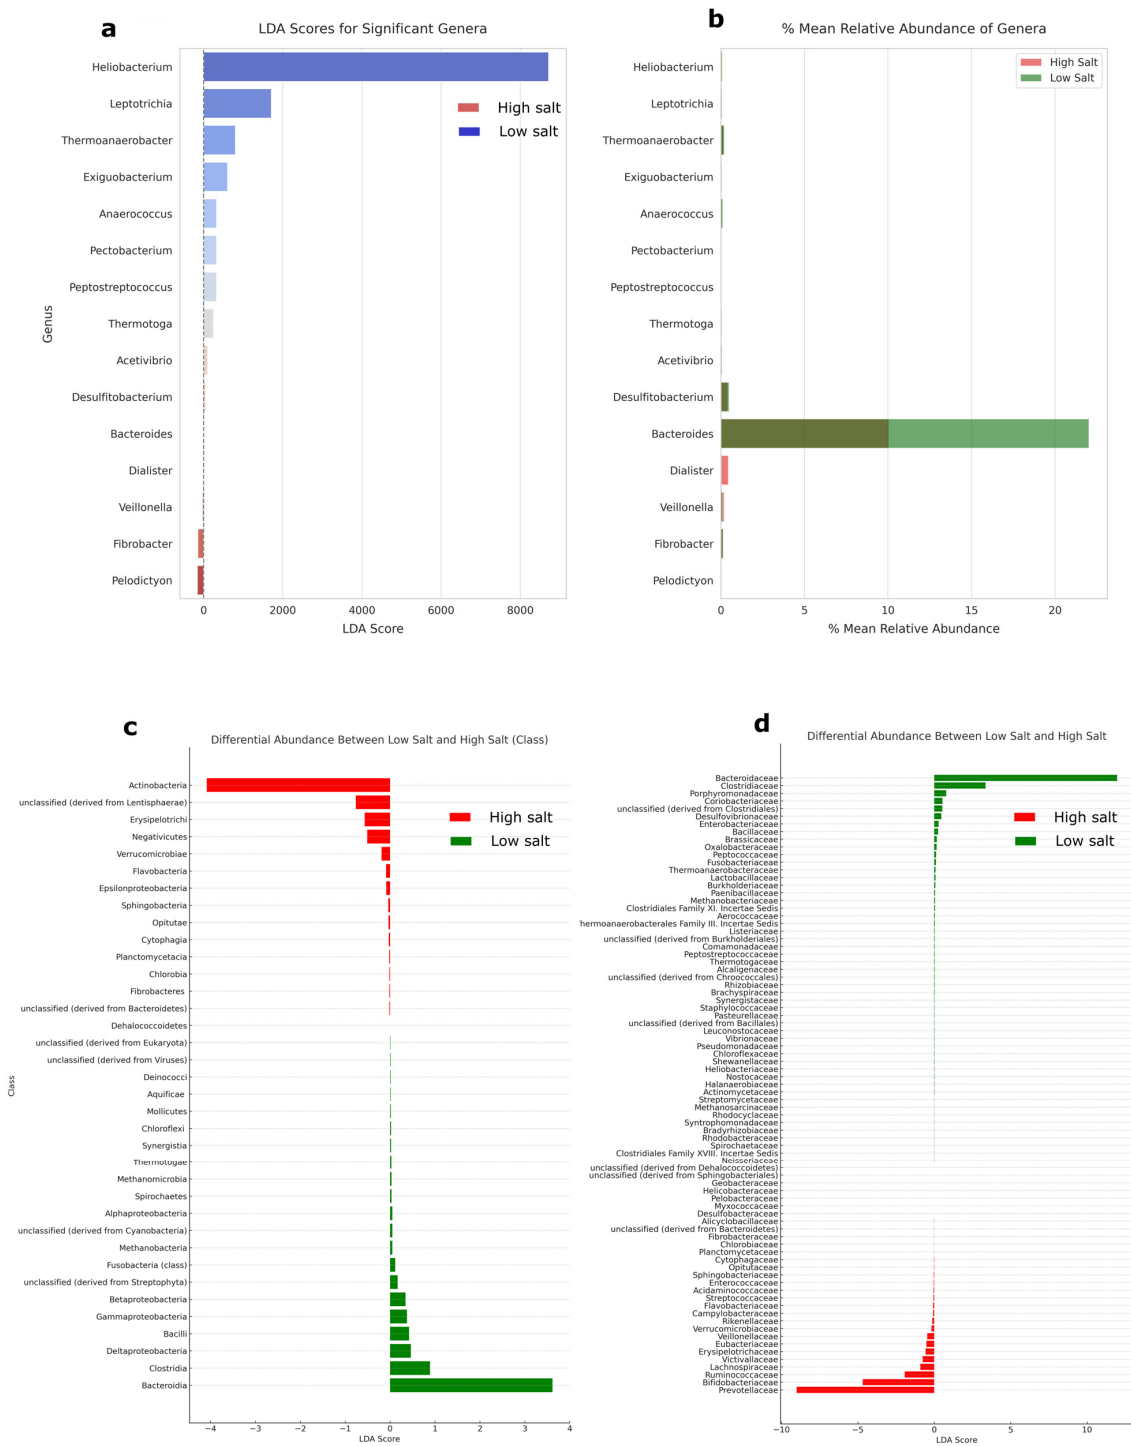 a
LDA Scores for Significant Genera
Heliobacterium
Leptotrichia
Thermoanaerobacter
Exiguobacterium
Anaerococcus
Pectobacterium
Peptostreptococcus
Thermotoga
Acetivibrio
Desulfitobacterium
Bacteroides
Dialister
Veillonella
Fibrobacter
Pelodictyon
Genus
High salt
Low salt
0 2000 4000 6000 8000
LDA Score
b
% Mean Relative Abundance of Genera
High Salt
Low Salt
Heliobacterium
Leptotrichia
Thermoanaerobacter
Exiguobacterium
Anaerococcus
Pectobacterium
Peptostreptococcus
Thermotoga
Acetivibrio
Desulfitobacterium
Bacteroides
Dialister
Veillonella
Fibrobacter
Pelodictyon
0 5 10 15 20
% Mean Relative Abundance
c
Differential Abundance Between Low Salt and High Salt (Class)
Actinobacteria
unclassified (derived from Lentisphaerae)
Erysipelotrichi
Negativicutes
Verrucomicrobiae
Flavobacteria
Epsilonproteobacteria
Sphingobacteria
Opitutae
Cytophagia
Planctomycetacia
Chlorobia
Fibrobacteres
unclassified (derived from Bacteroidetes)
Dehalococcoidetes
unclassified (derived from Eukaryota)
unclassified (derived from Viruses)
Deinococci
Aquificae
Mollicutes
Chloroflexi
Synergistia
Thermotogae
Methanomicrobia
Spirochaetes
Alphaproteobacteria
unclassified (derived from Cyanobacteria)
Methanobacteria
Fusobacteria (class)
unclassified (derived from Streptophyta)
Betaproteobacteria
Gammaproteobacteria
Bacilli
Deltaproteobacteria
Clostridia
Bacteroidia
Class
High salt
Low salt
−4 −3 −2 −1 0 1 2 3 4
LDA Score
d
Differential Abundance Between Low Salt and High Salt
Bacteroidaceae
Clostridiaceae
Porphyromonadaceae
Coriobacteriaceae
unclassified (derived from Clostridiales)
Desulfovibrionaceae
Enterobacteriaceae
Bacillaceae
Brassicaceae
Oxalobacteraceae
Peptococcaceae
Fusobacteriaceae
Thermoanaerobacteraceae
Lactobacillaceae
Burkholderiaceae
Paenibacillaceae
Methanobacteriaceae
Clostridiales Family XI. Incertae Sedis
Aerococcaceae
hermoanaerobacterales Family III. Incertae Sedis
Listeriaceae
unclassified (derived from Burkholderiales)
Comamonadaceae
Peptostreptococcaceae
Thermotogaceae
Alcaligenaceae
unclassified (derived from Chroococcales)
Rhizobiaceae
Brachyspiraceae
Synergistaceae
Staphylococcaceae
Pasteurellaceae
unclassified (derived from Bacillales)
Leuconostocaceae
Vibrionaceae
Pseudomonadaceae
Chloroflexaceae
Shewanellaceae
Heliobacteriaceae
Nostocaceae
Halanaerobiaceae
Actinomycetaceae
Streptomycetaceae
Methanosarcinaceae
Rhodocyclaceae
Syntrophomonadaceae
Bradyrhizobiaceae
Rhodobacteraceae
Spirochaetaceae
Clostridiales Family XVIII. Incertae Sedis
Neisseriaceae
unclassified (derived from Dehalococcoidetes)
unclassified (derived from Sphingobacteriales)
Geobacteraceae
Helicobacteraceae
Pelobacteraceae
Myxococcaceae
Desulfobacteraceae
Alicyclobacillaceae
unclassified (derived from Bacteroidetes)
Fibrobacteraceae
Chlorobiaceae
Planctomycetaceae
Cytophagaceae
Opitutaceae
Sphingobacteriaceae
Enterococcaceae
Acidaminococcaceae
Streptococcaceae
Flavobacteriaceae
Campylobacteraceae
Rikenellaceae
Verrucomicrobiaceae
Veillonellaceae
Eubacteriaceae
Erysipelotrichaceae
Victivallaceae
Lachnospiraceae
Ruminococcaceae
Bifidobacteriaceae
Prevotellaceae
High salt
Low salt
−10 −5 0 5 10
LDA Score